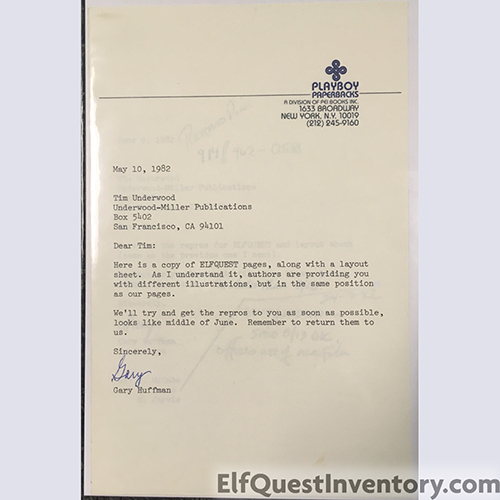 PLAYBOY
PAPERBACKS
A DIVISION OF PEI BOOKS INC.
1633 BROADWAY
NEW YORK, N.Y. 10019
(212) 245-9160
May 10, 1982
Tim Underwood
Underwood-Miller Publications
Box 5402
San Francisco, CA 94101
Dear Tim:
Here is a copy of ELFQUEST pages, along with a layout
sheet. As I understand it, authors are providing you
with different illustrations, but in the same position
as our pages.
We'll try and get the repros to you as soon as possible,
looks like middle of June. Remember to return them to
us.
Sincerely,
Gary
Gary Huffman
ElfQuestInventory.com